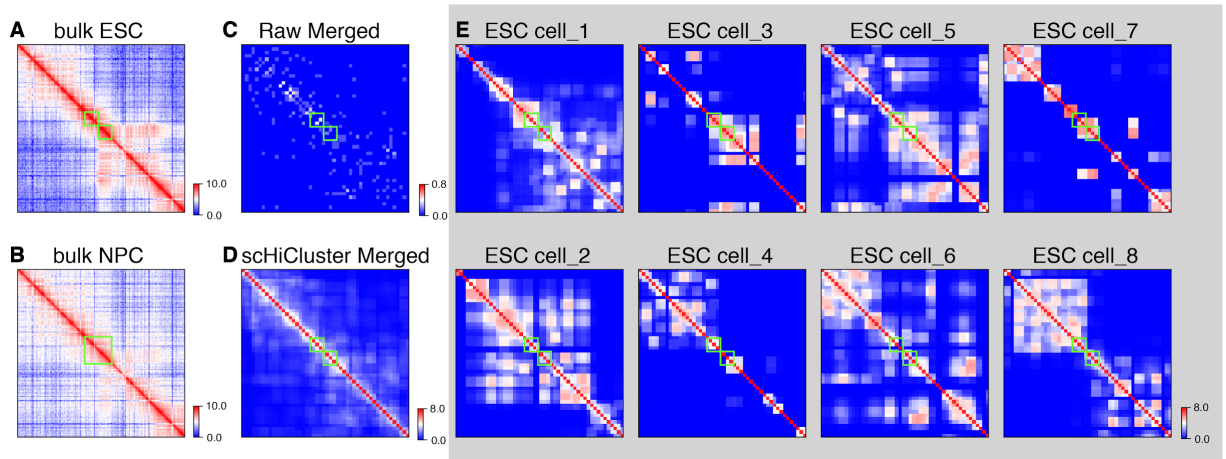 A bulk ESC
C Raw Merged
E ESC cell_1
ESC cell_3
ESC cell_5
ESC cell_7
10.0
0.0
0.8
0.0
B bulk NPC
D scHiCluster Merged
ESC cell_2
ESC cell_4
ESC cell_6
ESC cell_8
10.0
0.0
8.0
0.0
8.0
0.0